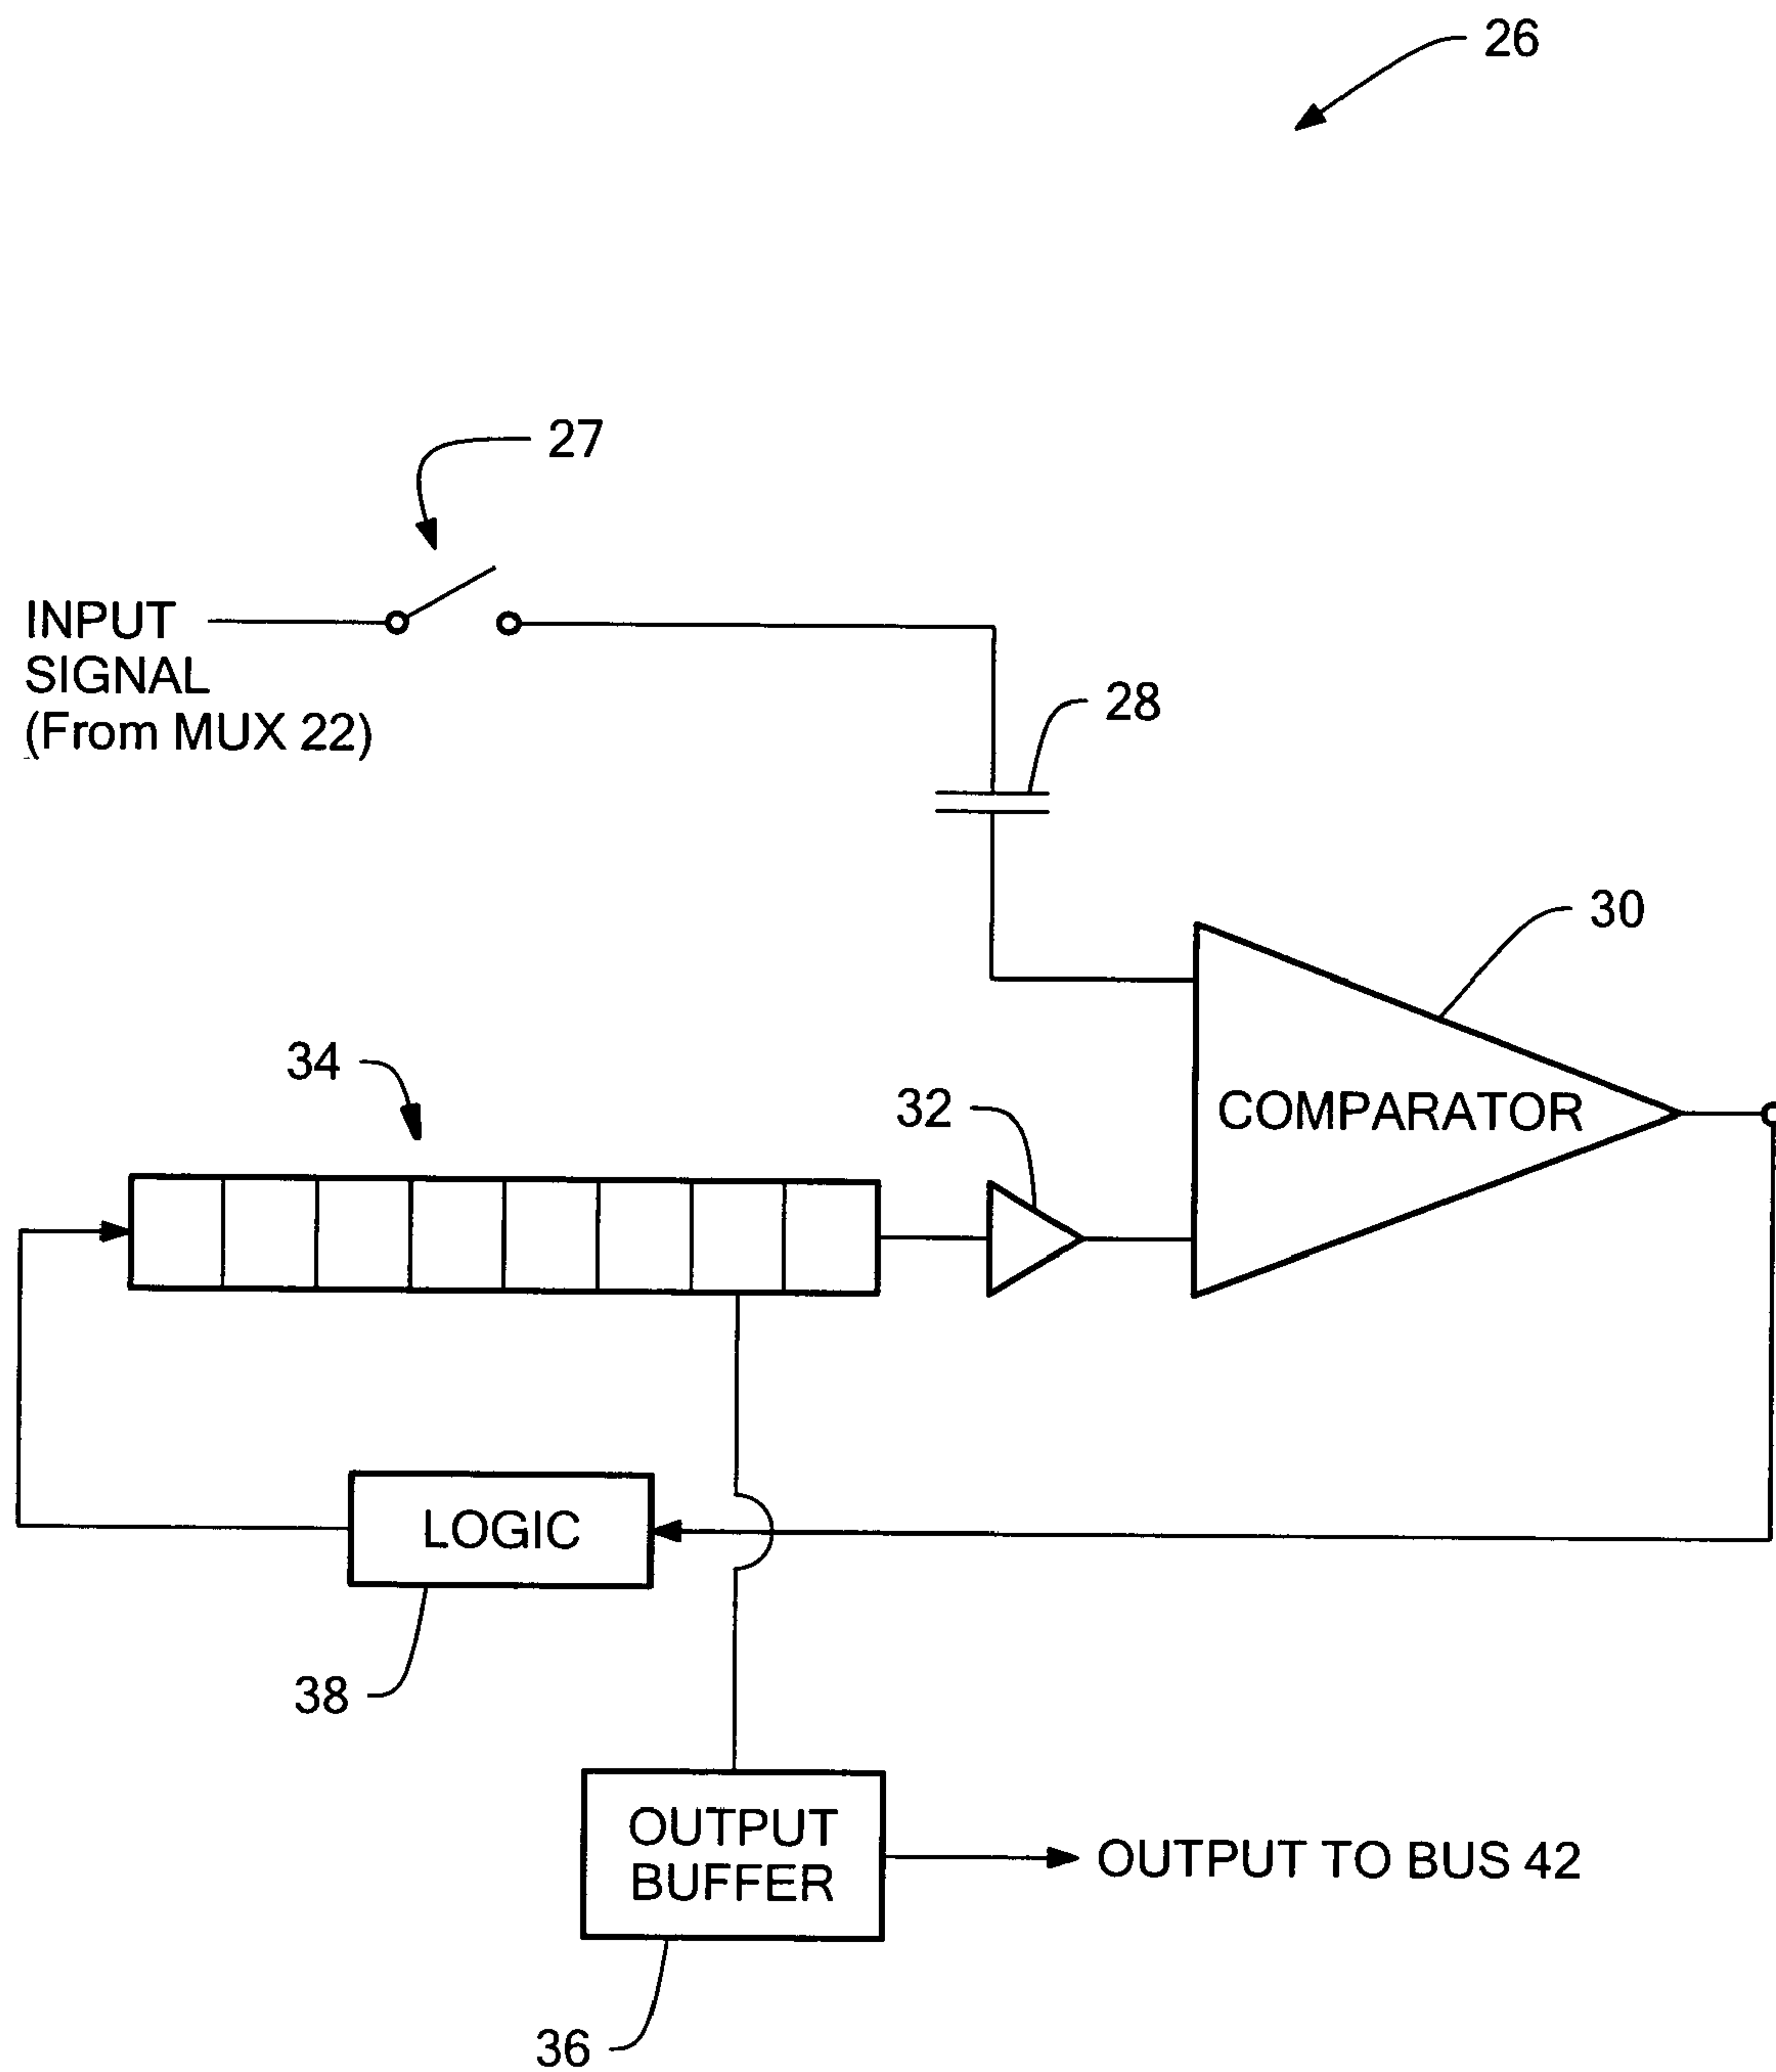 26
27
INPUT
SIGNAL
(From MUX 22)
28
30
34
32
COMPARATOR
LOGIC
38
OUTPUT
BUFFER
OUTPUT TO BUS 42
36